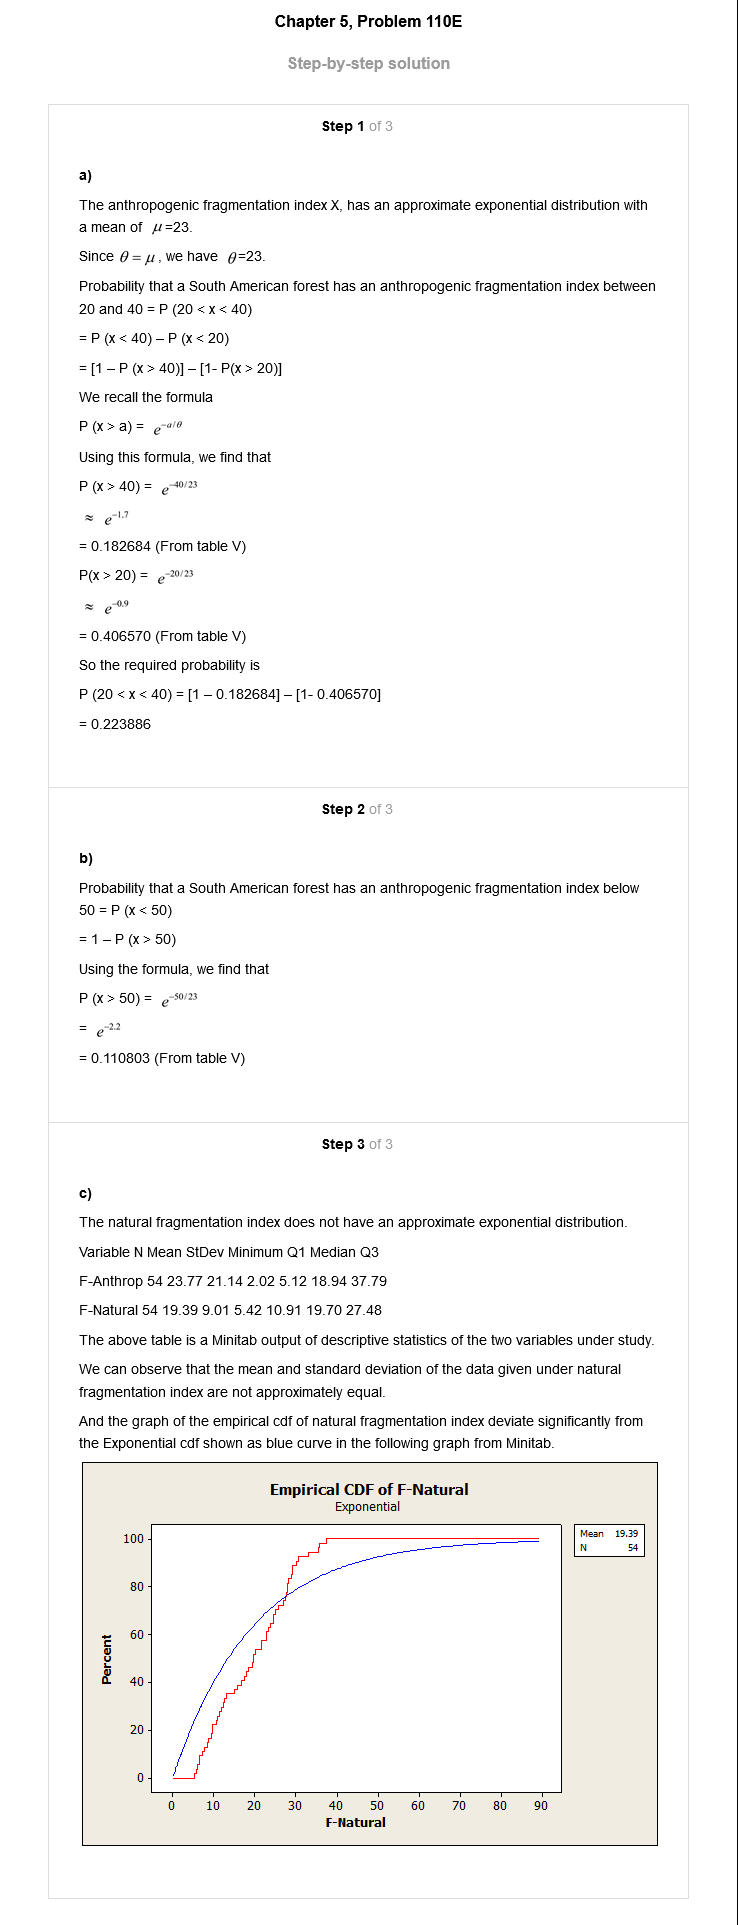 Chapter 5, Problem 110E
Step-by-step solution
Step 1 of 3
a)
The anthropogenic fragmentation index X, has an approximate exponential distribution with
a mean of μ=23.
Since θ = μ, we have θ=23.
Probability that a South American forest has an anthropogenic fragmentation index between
20 and 40 = P (20 < x < 40)
= P (x < 40) – P (x < 20)
= [1 – P (x > 40)] – [1- P(x > 20)]
We recall the formula
P (x > a) = e^{-a/θ}
Using this formula, we find that
P (x > 40) = e^{-40/23}
≈ e^{-1.7}
= 0.182684 (From table V)
P(x > 20) = e^{-20/23}
≈ e^{-0.9}
= 0.406570 (From table V)
So the required probability is
P (20 < x < 40) = [1 – 0.182684] – [1- 0.406570]
= 0.223886
Step 2 of 3
b)
Probability that a South American forest has an anthropogenic fragmentation index below
50 = P (x < 50)
= 1 – P (x > 50)
Using the formula, we find that
P (x > 50) = e^{-50/23}
= e^{-2.2}
= 0.110803 (From table V)
Step 3 of 3
c)
The natural fragmentation index does not have an approximate exponential distribution.
Variable N Mean StDev Minimum Q1 Median Q3
F-Anthrop 54 23.77 21.14 2.02 5.12 18.94 37.79
F-Natural 54 19.39 9.01 5.42 10.91 19.70 27.48
The above table is a Minitab output of descriptive statistics of the two variables under study.
We can observe that the mean and standard deviation of the data given under natural
fragmentation index are not approximately equal.
And the graph of the empirical cdf of natural fragmentation index deviate significantly from
the Exponential cdf shown as blue curve in the following graph from Minitab.
Empirical CDF of F-Natural
Exponential
Mean 19.39
N 54
100
80
60
40
20
0
Percent
0 10 20 30 40 50 60 70 80 90
F-Natural